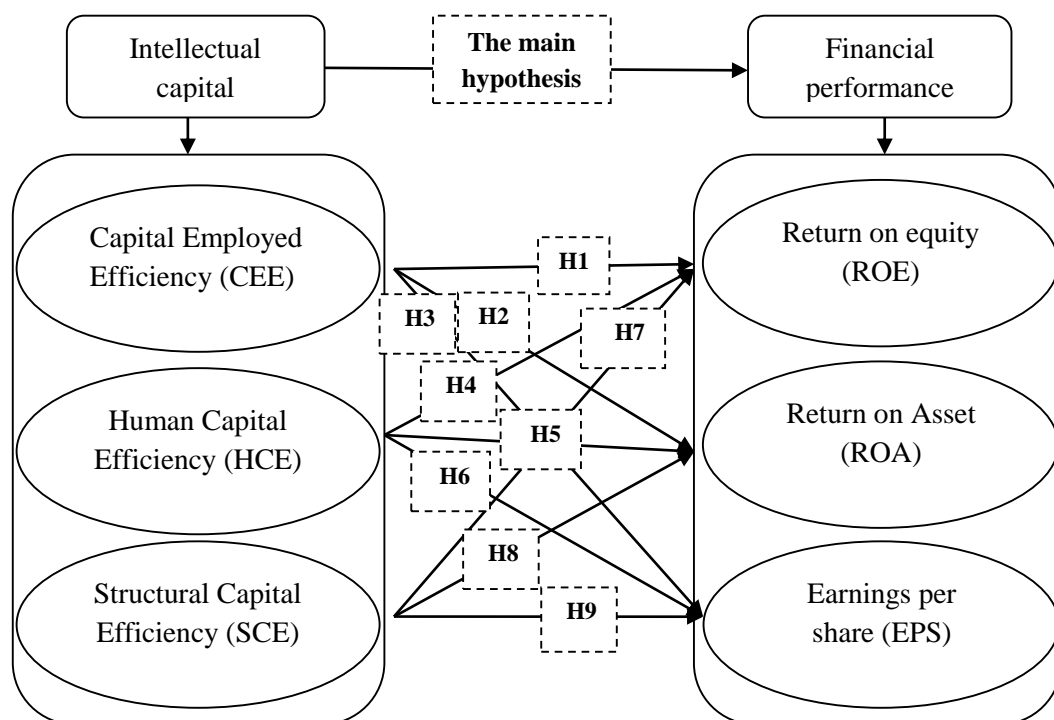 Intellectual
capital
The main
hypothesis
Financial
performance
Capital Employed
Efficiency (CEE)
Human Capital
Efficiency (HCE)
Structural Capital
Efficiency (SCE)
H1
H3
H2
H7
H4
H5
H6
H8
H9
Return on equity
(ROE)
Return on Asset
(ROA)
Earnings per
share (EPS)